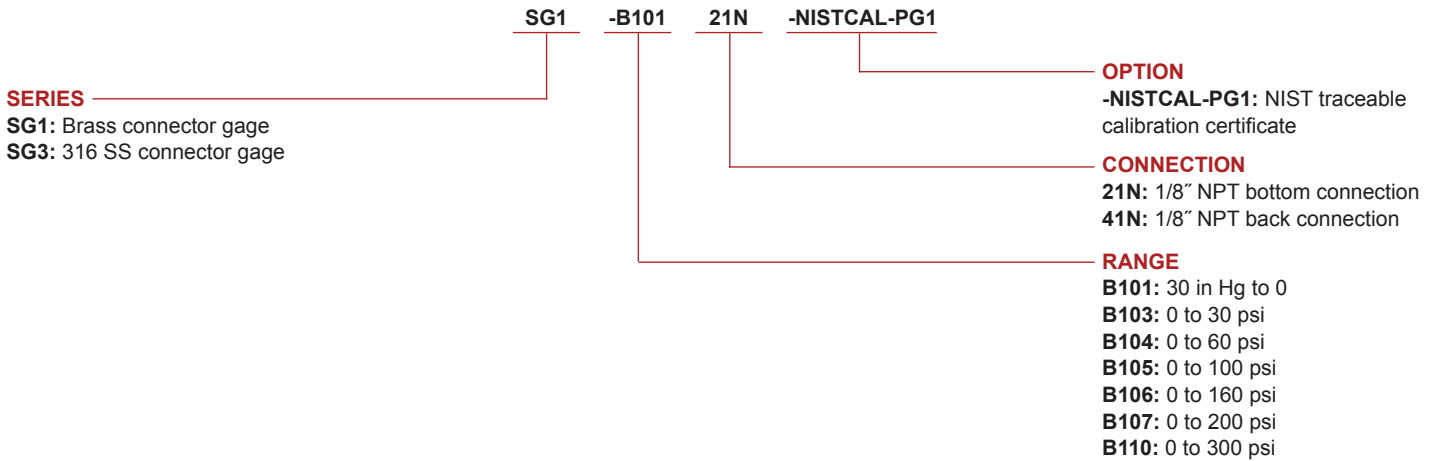 SG1 -B101 21N -NISTCAL-PG1
SERIES
SG1: Brass connector gage
SG3: 316 SS connector gage
OPTION
-NISTCAL-PG1: NIST traceable
calibration certificate
CONNECTION
21N: 1/8˝ NPT bottom connection
41N: 1/8˝ NPT back connection
RANGE
B101: 30 in Hg to 0
B103: 0 to 30 psi
B104: 0 to 60 psi
B105: 0 to 100 psi
B106: 0 to 160 psi
B107: 0 to 200 psi
B110: 0 to 300 psi